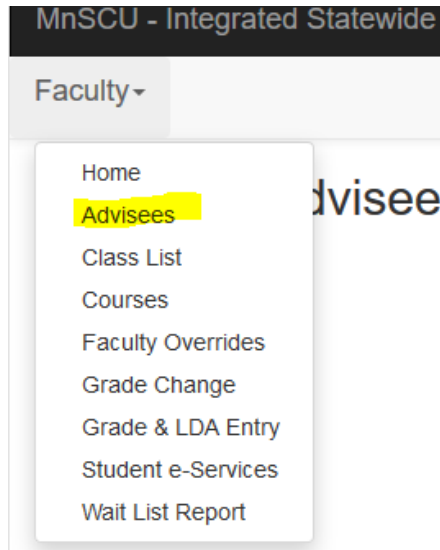 MnSCU - Integrated Statewide
Faculty
Home
dvisee
Advisees
Class List
Courses
Faculty Overrides
Grade Change
Grade & LDA Entry
Student e-Services
Wait List Report